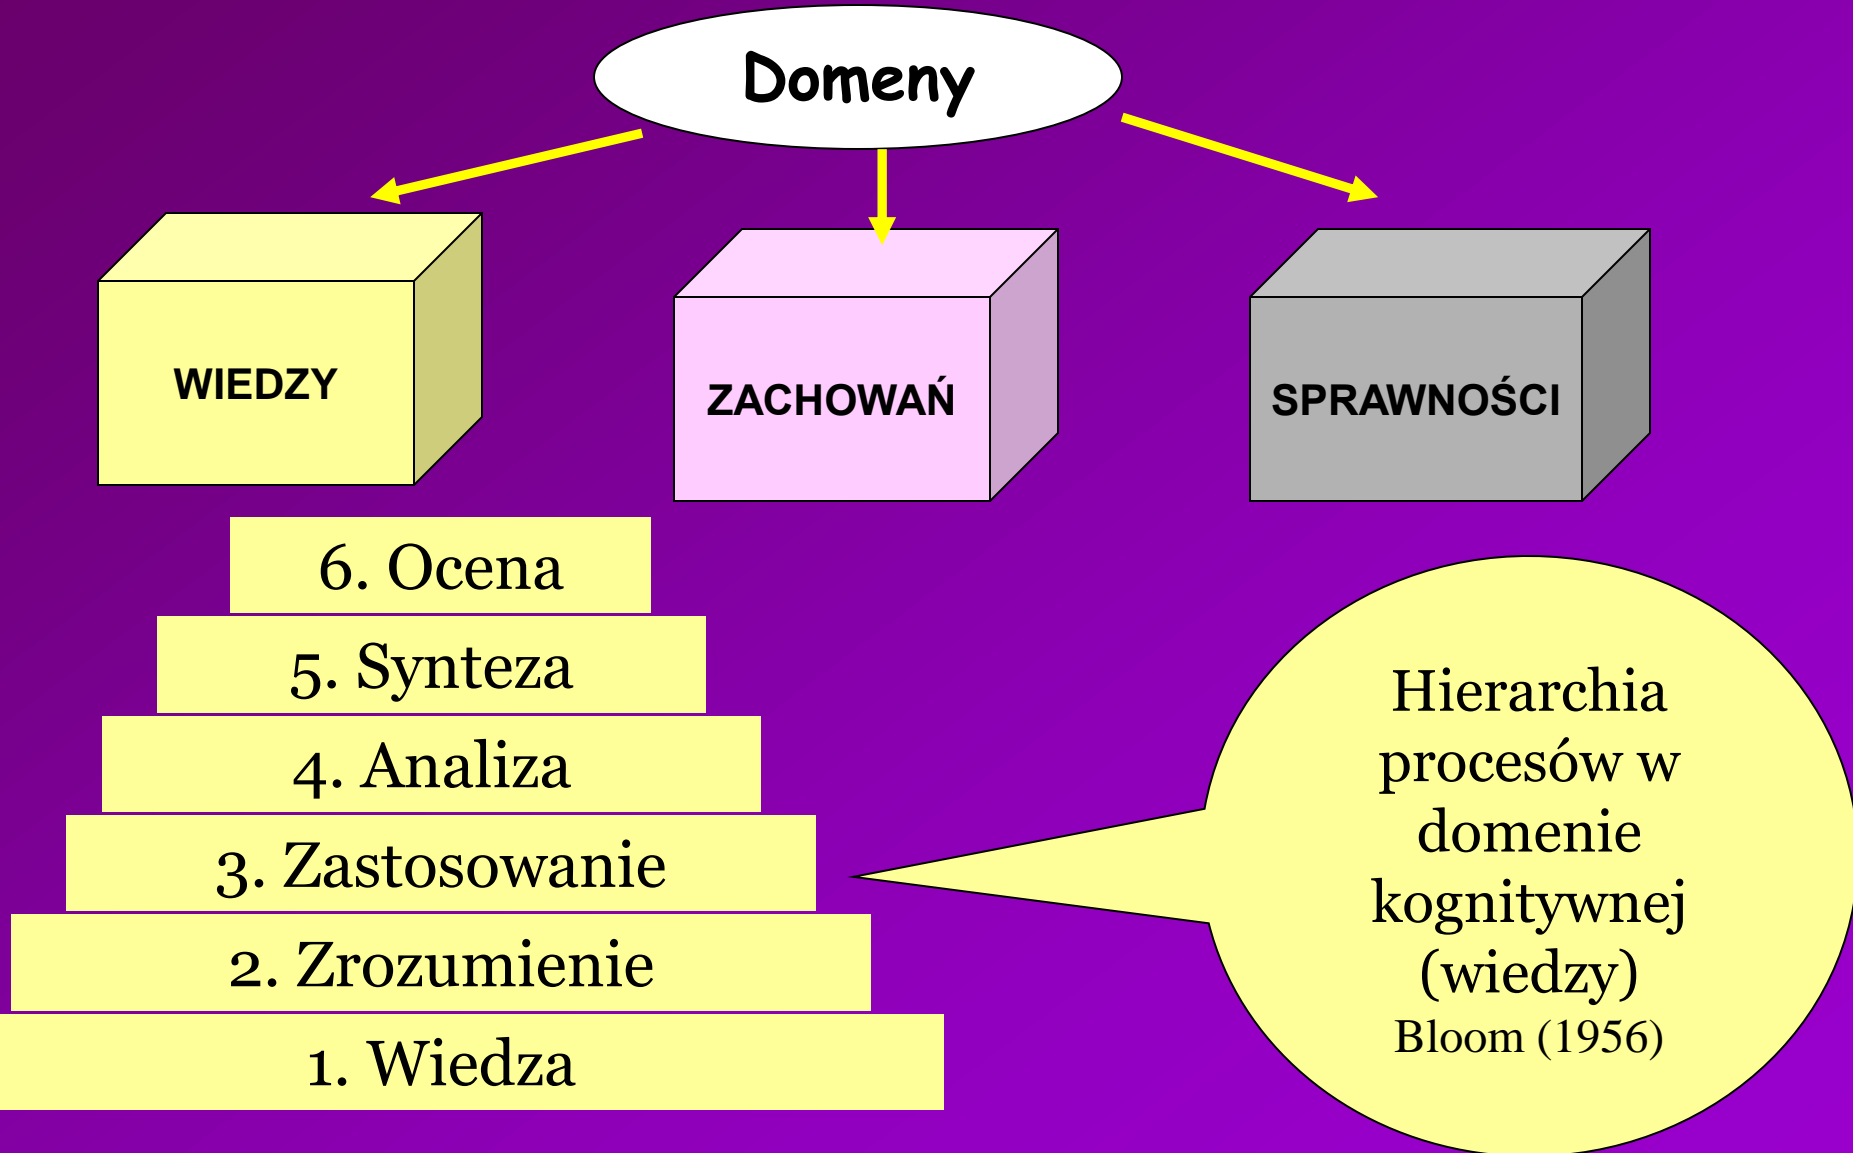 Domeny
WIEDZY
ZACHOWAŃ
SPRAWNOŚCI
6. Ocena
5. Synteza
4. Analiza
3. Zastosowanie
2. Zrozumienie
1. Wiedza
Hierarchia
procesów w
domenie
kognitywnej
(wiedzy)
Bloom (1956)